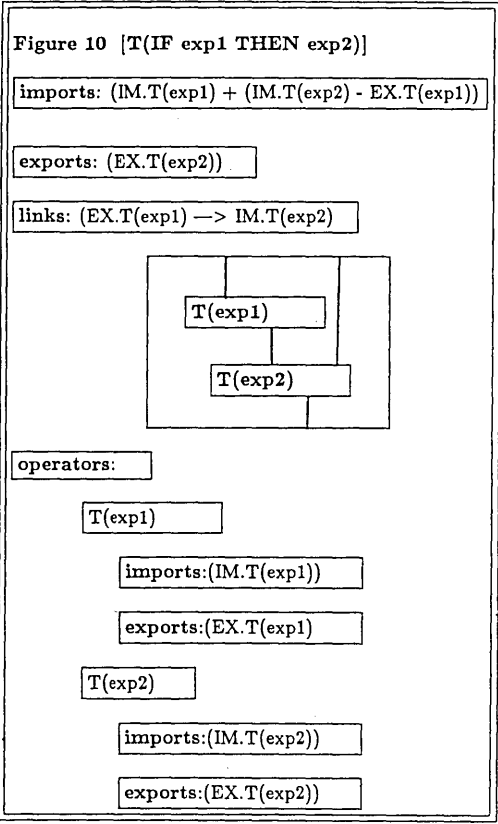 Figure 10 [T(IF exp1 THEN exp2)]
imports: (IM.T(exp1) + (IM.T(exp2) - EX.T(exp1))
exports: (EX.T(exp2))
links: (EX.T(exp1) —> IM.T(exp2)
T(exp1)
T(exp2)
operators:
T(exp1)
imports:(IM.T(exp1))
exports:(EX.T(exp1)
T(exp2)
imports:(IM.T(exp2))
exports:(EX.T(exp2))